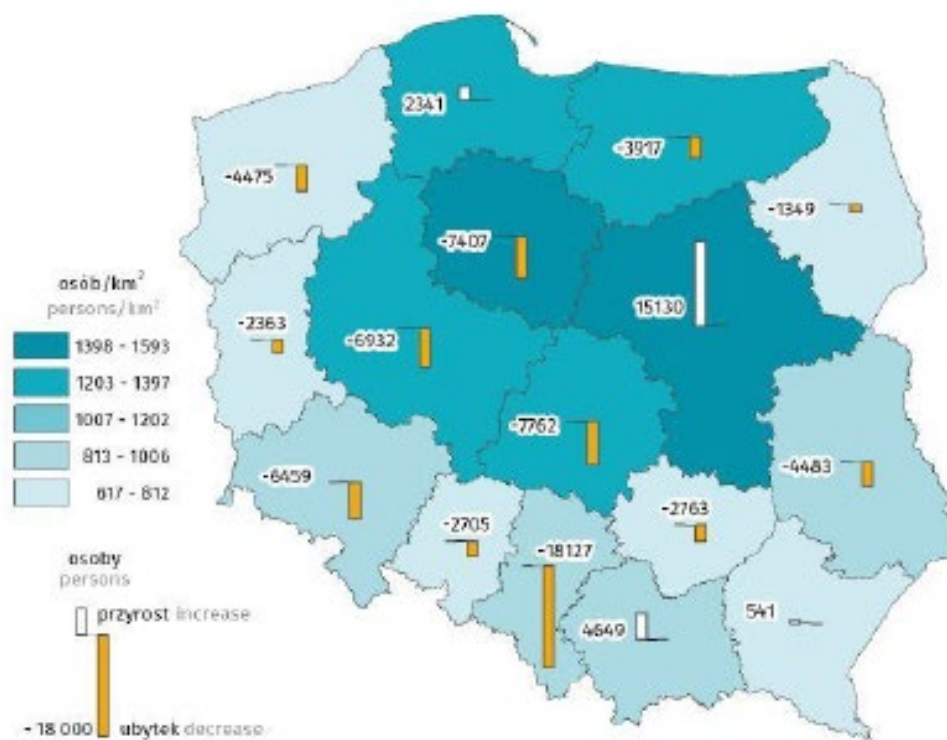 2341
-3917
-4475
-1349
-7407
15130
osób/km²
persons/km²
-2363
-6932
1398 - 1593
1203 - 1397
1007 - 1202
813 - 1006
617 - 812
-7762
-6459
-4483
-2705
-2763
-18127
osoby
persons
przyrost increase
4649
541
- 18 000 ubytek decrease